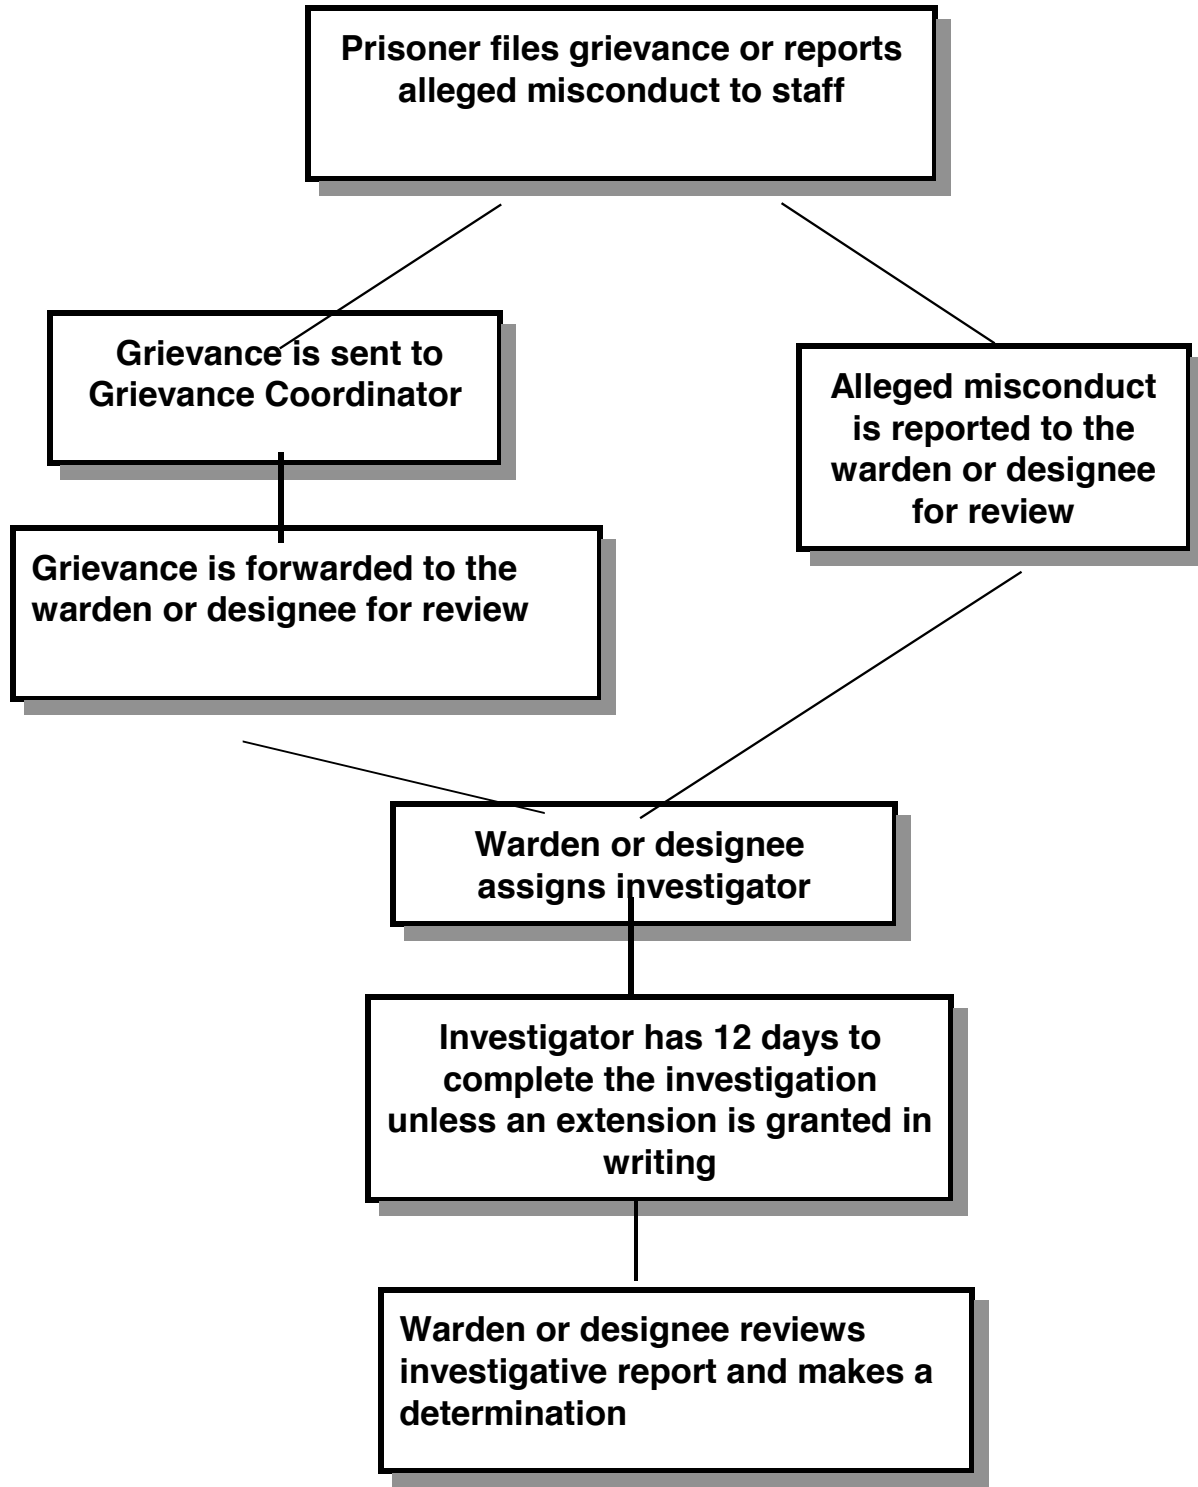 Prisoner files grievance or reports
alleged misconduct to staff
Grievance is sent to
Grievance Coordinator
Alleged misconduct
is reported to the
warden or designee
for review
Grievance is forwarded to the
warden or designee for review
Warden or designee
assigns investigator
Investigator has 12 days to
complete the investigation
unless an extension is granted in
writing
Warden or designee reviews
investigative report and makes a
determination